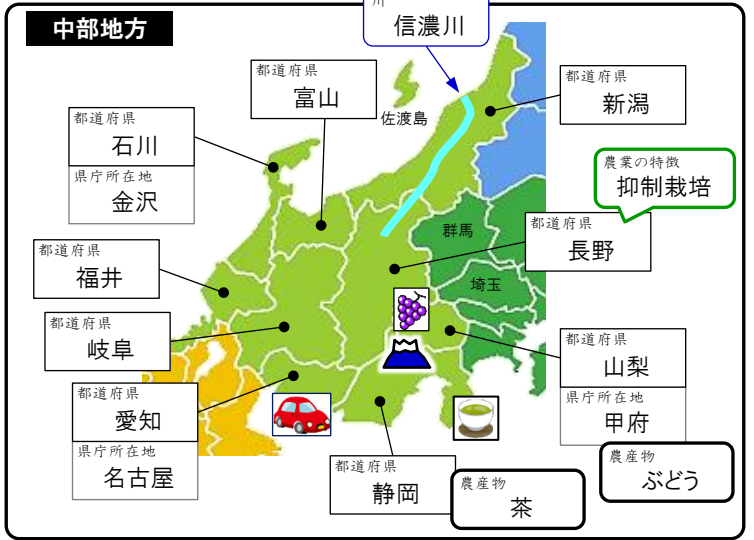 中部地方
川
信濃川
都道府県
富山
佐渡島
都道府県
新潟
都道府県
石川
県庁所在地
金沢
農業の特徴
抑制栽培
都道府県
長野
群馬
埼玉
都道府県
福井
都道府県
岐阜
都道府県
山梨
県庁所在地
甲府
都道府県
愛知
県庁所在地
名古屋
農産物
ぶどう
都道府県
静岡
農産物
茶